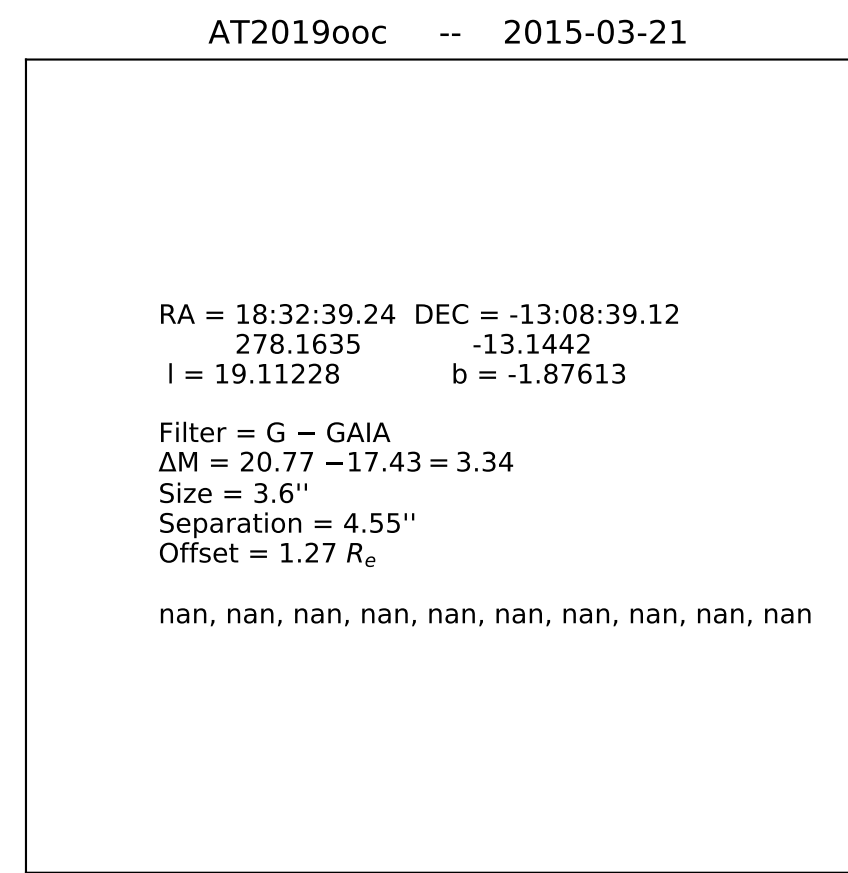 AT2019ooc -- 2015-03-21
RA = 18:32:39.24 DEC = -13:08:39.12
278.1635 -13.1442
l = 19.11228 b = -1.87613
Filter = G − GAIA
ΔM = 20.77 −17.43 = 3.34
Size = 3.6''
Separation = 4.55''
Offset = 1.27 Rₑ
nan, nan, nan, nan, nan, nan, nan, nan, nan, nan